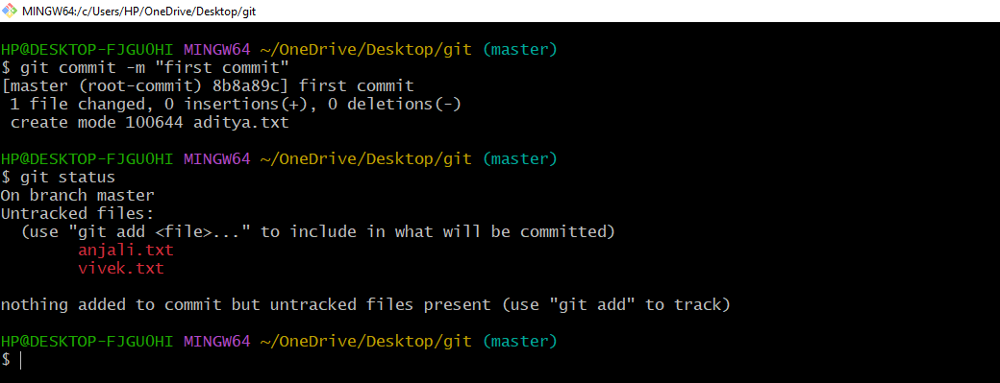 MINGW64:/c/Users/HP/OneDrive/Desktop/git
HP@DESKTOP-FJGU0HI MINGW64 ~/OneDrive/Desktop/git (master)
$ git commit -m "first commit"
[master (root-commit) 8b8a89c] first commit
 1 file changed, 0 insertions(+), 0 deletions(-)
 create mode 100644 aditya.txt
HP@DESKTOP-FJGU0HI MINGW64 ~/OneDrive/Desktop/git (master)
$ git status
On branch master
Untracked files:
  (use "git add <file>..." to include in what will be committed)
        anjali.txt
        vivek.txt
nothing added to commit but untracked files present (use "git add" to track)
HP@DESKTOP-FJGU0HI MINGW64 ~/OneDrive/Desktop/git (master)
$